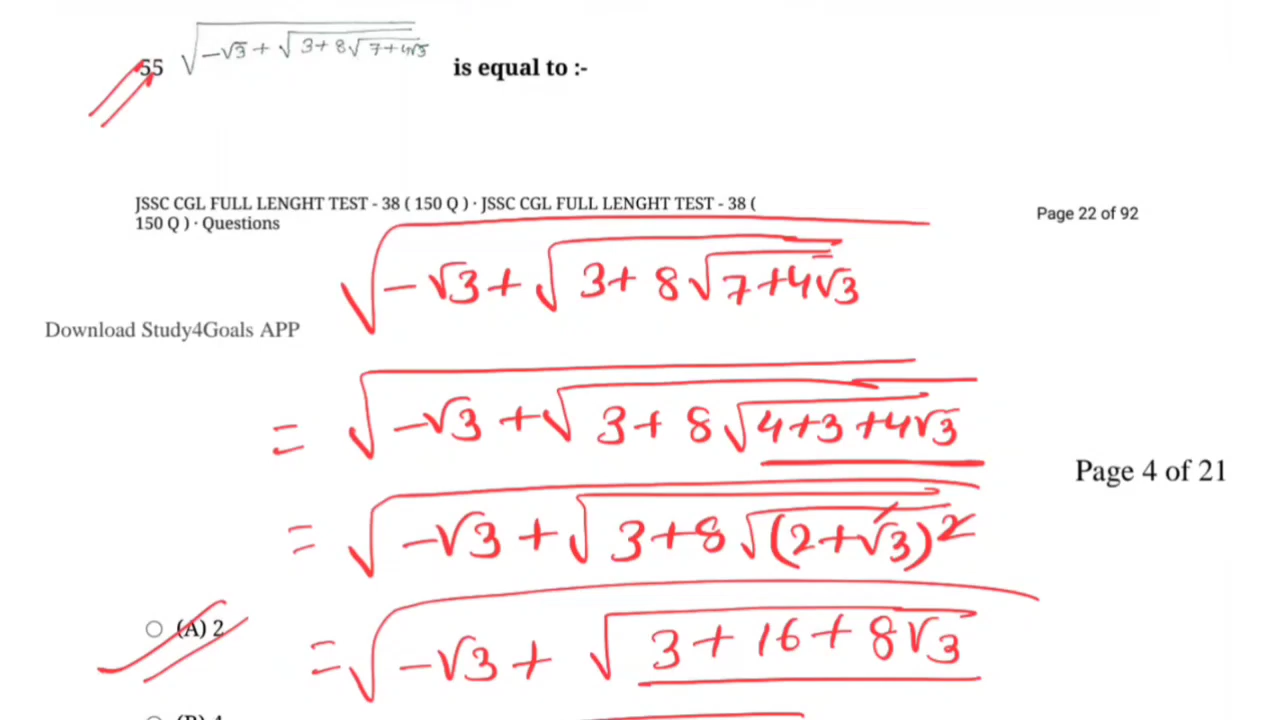 55 √(-√3 + √(3+8√(7+4√3))) is equal to :-
JSSC CGL FULL LENGHT TEST - 38 ( 150 Q ) · JSSC CGL FULL LENGHT TEST - 38 (
150 Q ) · Questions
Page 22 of 92
√(-√3 + √(3+8√(7+4√3)))
Download Study4Goals APP
= √(-√3 + √(3+8√(4+3+4√3)))
Page 4 of 21
= √(-√3 + √(3+8√((2+√3)²)))
(A) 2
= √(-√3 + √(3+16+8√3))